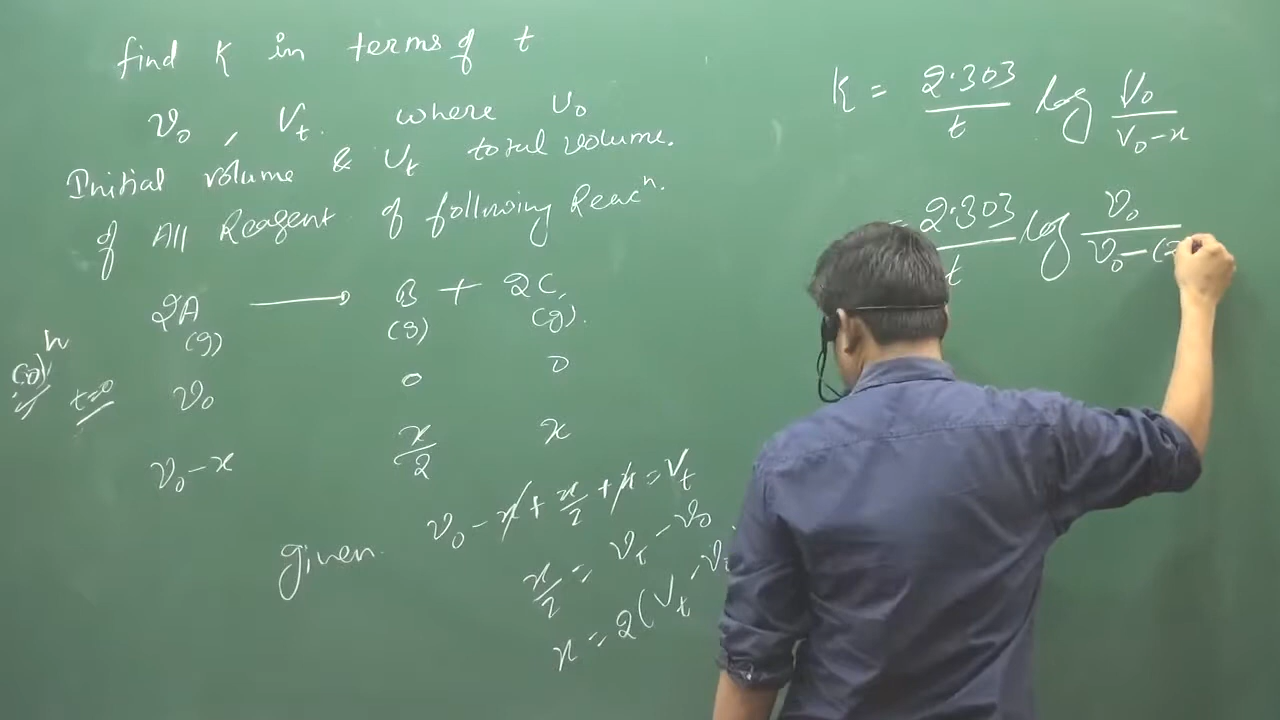 find K in terms of t
V₀ , Vₜ. where V₀
Initial volume & Vₜ total volume.
of All Reagent of following Reacⁿ.
2A ⟶ B + 2C
(g) (g) (g).
(sol)ⁿ t=0 V₀ 0 0
V₀-x x/2 x
given. V₀ - x + x/2 + x = Vₜ
x/2 = Vₜ - V₀
x = 2(Vₜ - V₀
K = 2.303/t log V₀/V₀-x
= 2.303/t log V₀/V₀-(2